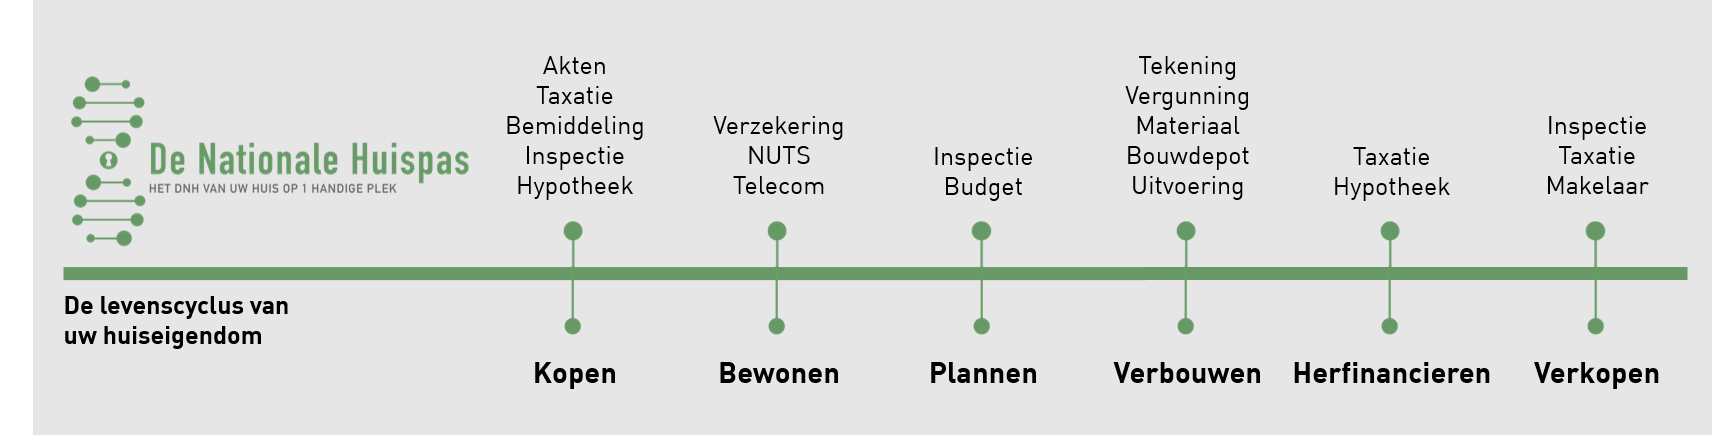 De Nationale Huispas
HET DNH VAN UW HUIS OP 1 HANDIGE PLEK
De levenscyclus van
uw huiseigendom
Akten
Taxatie
Bemiddeling
Inspectie
Hypotheek
Kopen
Verzekering
NUTS
Telecom
Bewonen
Inspectie
Budget
Plannen
Tekening
Vergunning
Materiaal
Bouwdepot
Uitvoering
Verbouwen
Taxatie
Hypotheek
Herfinancieren
Inspectie
Taxatie
Makelaar
Verkopen